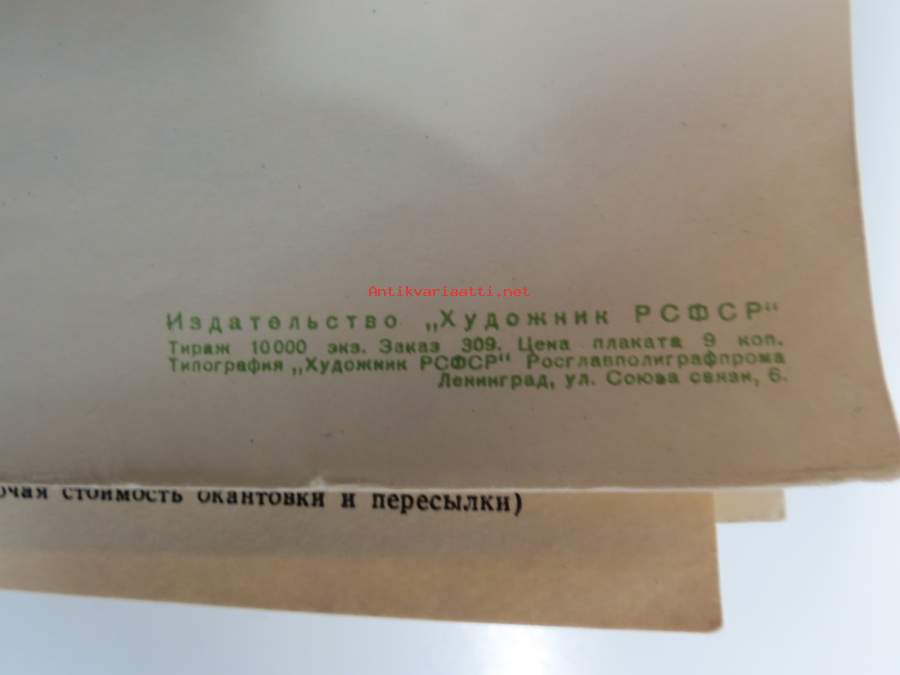 Antikvariaatti.net
Издательство „Художник РСФСР“
Тираж 10000 экз. Заказ 309. Цена плаката 9 коп.
Типография „Художник РСФСР“ Росглавполиграфпрома
Ленинград, ул. Союза связи, 6.
стоимость окантовки и пересылки)